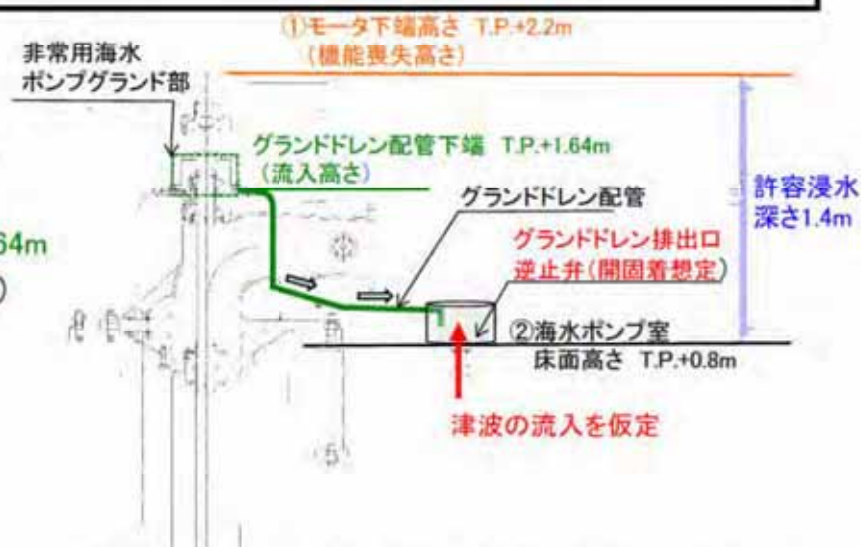 ①モータ下端高さ T.P.+2.2m
(機能喪失高さ)
非常用海水
ポンプグランド部
グランドドレン配管下端 T.P.+1.64m
(流入高さ)
グランドドレン配管
許容浸水
深さ1.4m
64m
)
グランドドレン排出口
逆止弁(開固着想定)
②海水ポンプ室
床面高さ T.P.+0.8m
津波の流入を仮定